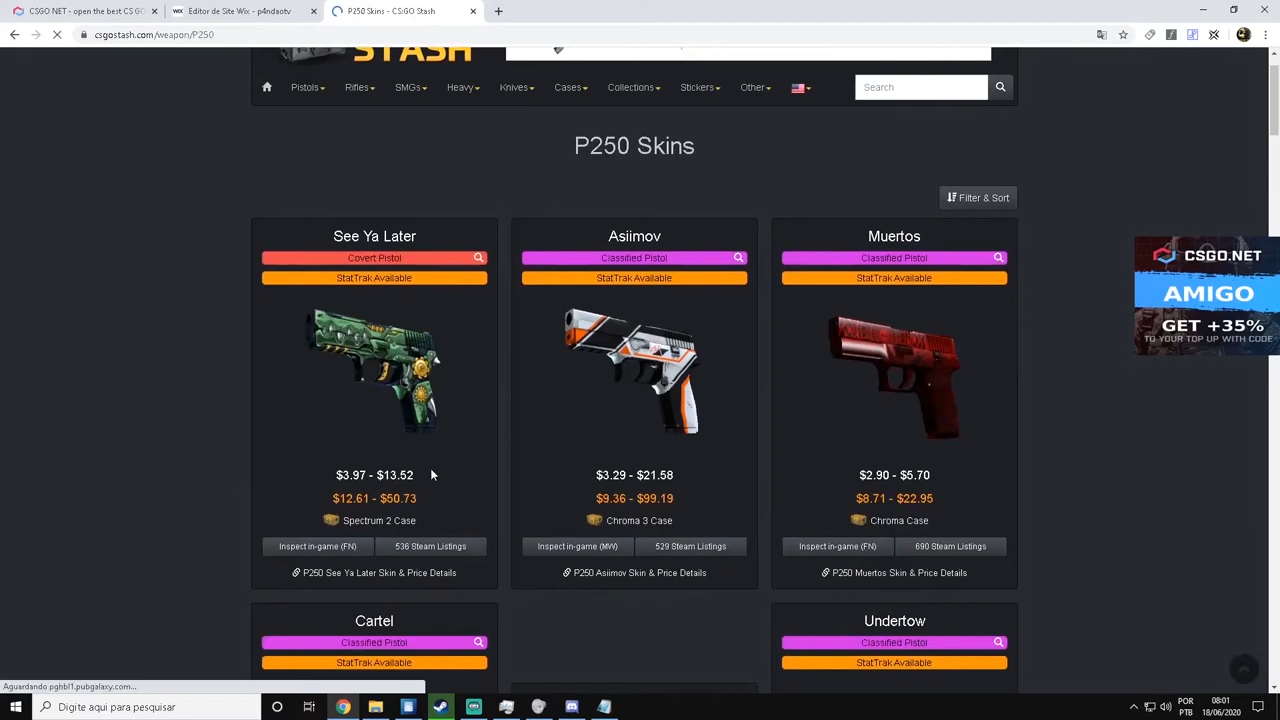 CSGO.NET - open the best CS GO
Editor de Site Wix - p4ndaotv
P250 Skins - CS:GO Stash
csgostash.com/weapon/P250
STASH
Pistols
Rifles
SMGs
Heavy
Knives
Cases
Collections
Stickers
Other
Search
P250 Skins
Filter & Sort
See Ya Later
Covert Pistol
StatTrak Available
$3.97 - $13.52
$12.61 - $50.73
Spectrum 2 Case
Inspect in-game (FN)
536 Steam Listings
P250 See Ya Later Skin & Price Details
Asiimov
Classified Pistol
StatTrak Available
$3.29 - $21.58
$9.36 - $99.19
Chroma 3 Case
Inspect in-game (MW)
529 Steam Listings
P250 Asiimov Skin & Price Details
Muertos
Classified Pistol
StatTrak Available
$2.90 - $5.70
$8.71 - $22.95
Chroma Case
Inspect in-game (FN)
690 Steam Listings
P250 Muertos Skin & Price Details
CSGO.NET
AMIGO
GET +35%
TO YOUR TOP UP WITH CODE
Cartel
Classified Pistol
StatTrak Available
Undertow
Classified Pistol
StatTrak Available
Aguardando pghbl1.pubgalaxy.com...
Digite aqui para pesquisar
POR
PTB
08:01
18/06/2020